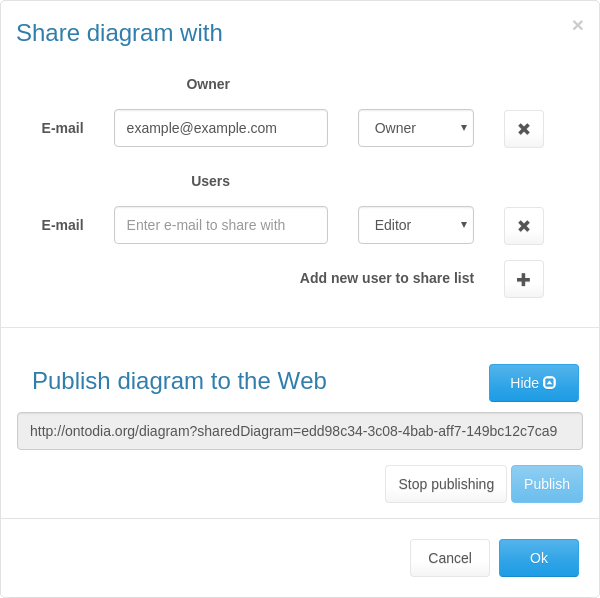 Share diagram with
×
Owner
E-mail example@example.com Owner
Users
E-mail Enter e-mail to share with Editor
Add new user to share list
Publish diagram to the Web Hide
http://ontodia.org/diagram?sharedDiagram=edd98c34-3c08-4bab-aff7-149bc12c7ca9
Stop publishing Publish
Cancel Ok